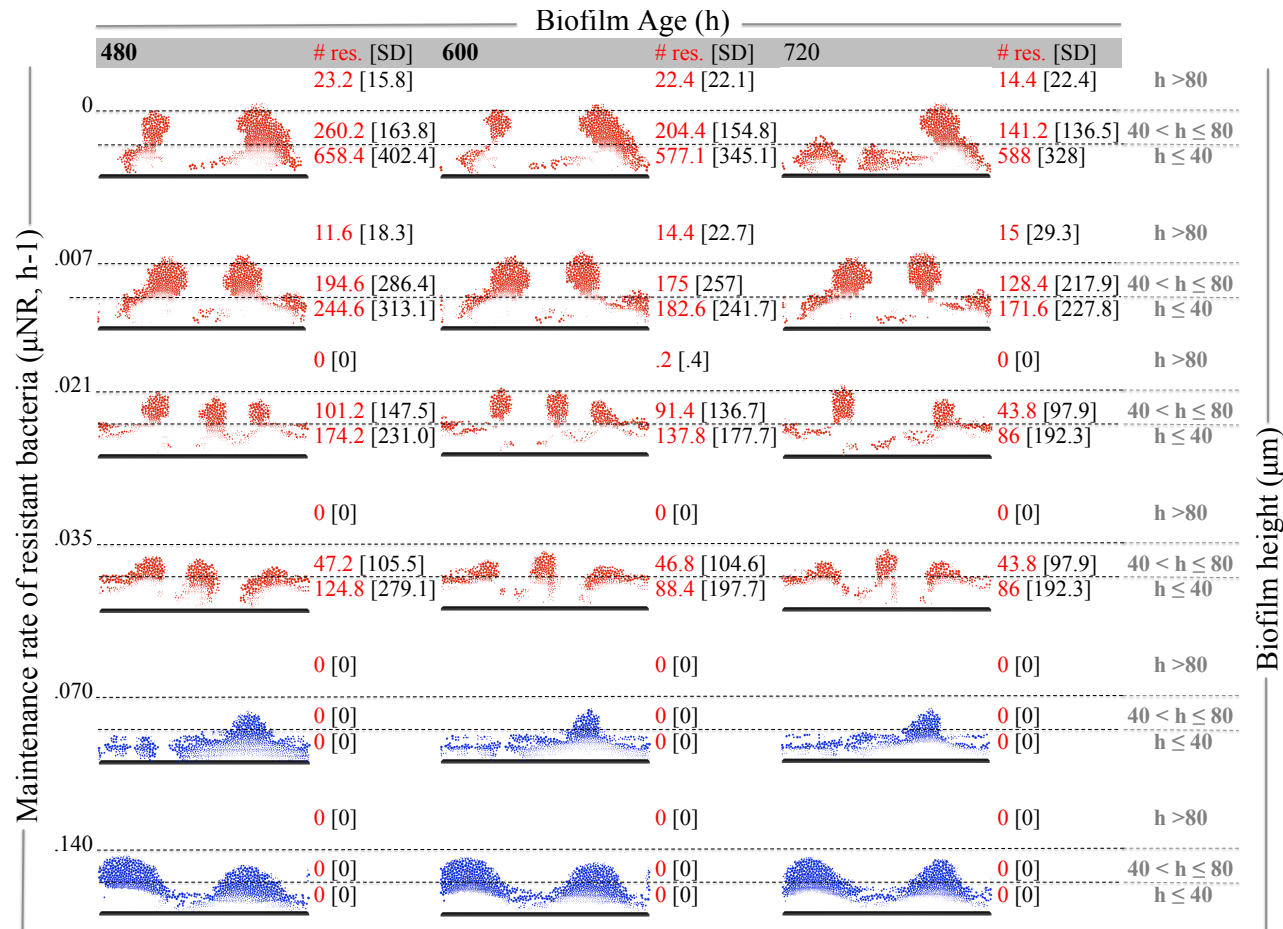 Biofilm Age (h)
480 # res. [SD] 600 # res. [SD] 720 # res. [SD]
23.2 [15.8] 22.4 [22.1] 14.4 [22.4] h >80
0
260.2 [163.8] 204.4 [154.8] 141.2 [136.5] 40 < h ≤ 80
658.4 [402.4] 577.1 [345.1] 588 [328] h ≤ 40
11.6 [18.3] 14.4 [22.7] 15 [29.3] h >80
.007
194.6 [286.4] 175 [257] 128.4 [217.9] 40 < h ≤ 80
244.6 [313.1] 182.6 [241.7] 171.6 [227.8] h ≤ 40
0 [0] .2 [.4] 0 [0] h >80
.021
101.2 [147.5] 91.4 [136.7] 43.8 [97.9] 40 < h ≤ 80
174.2 [231.0] 137.8 [177.7] 86 [192.3] h ≤ 40
0 [0] 0 [0] 0 [0] h >80
.035
47.2 [105.5] 46.8 [104.6] 43.8 [97.9] 40 < h ≤ 80
124.8 [279.1] 88.4 [197.7] 86 [192.3] h ≤ 40
0 [0] 0 [0] 0 [0] h >80
.070
0 [0] 0 [0] 0 [0] 40 < h ≤ 80
0 [0] 0 [0] 0 [0] h ≤ 40
0 [0] 0 [0] 0 [0] h >80
.140
0 [0] 0 [0] 0 [0] 40 < h ≤ 80
0 [0] 0 [0] 0 [0] h ≤ 40
Maintenance rate of resistant bacteria (µNR, h-1)
Biofilm height (µm)